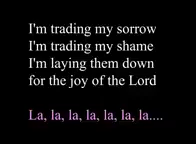 I'm trading my sorrow
I'm trading my shame
I'm laying them down
for the joy of the Lord
La, la, la, la, la, la, la....